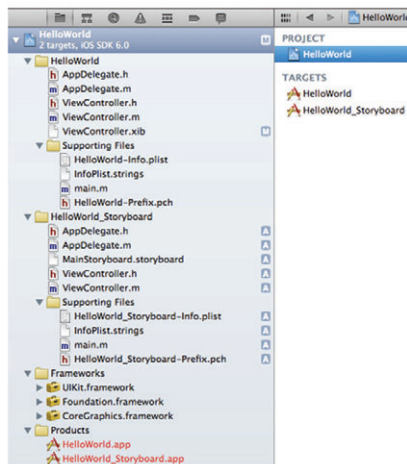 HelloWorld
2 targets, iOS SDK 6.0
M
HelloWorld
AppDelegate.h
AppDelegate.m
ViewController.h
ViewController.m
ViewController.xib
M
Supporting Files
HelloWorld-Info.plist
InfoPlist.strings
main.m
HelloWorld-Prefix.pch
HelloWorld_Storyboard
AppDelegate.h A
AppDelegate.m A
MainStoryboard.storyboard A
ViewController.h A
ViewController.m A
Supporting Files
HelloWorld_Storyboard-Info.plist A
InfoPlist.strings A
main.m A
HelloWorld_Storyboard-Prefix.pch A
Frameworks
UIKit.framework
Foundation.framework
CoreGraphics.framework
Products
HelloWorld.app
HelloWorld_Storyboard.app
HelloWorld
PROJECT
HelloWorld
TARGETS
HelloWorld
HelloWorld_Storyboard